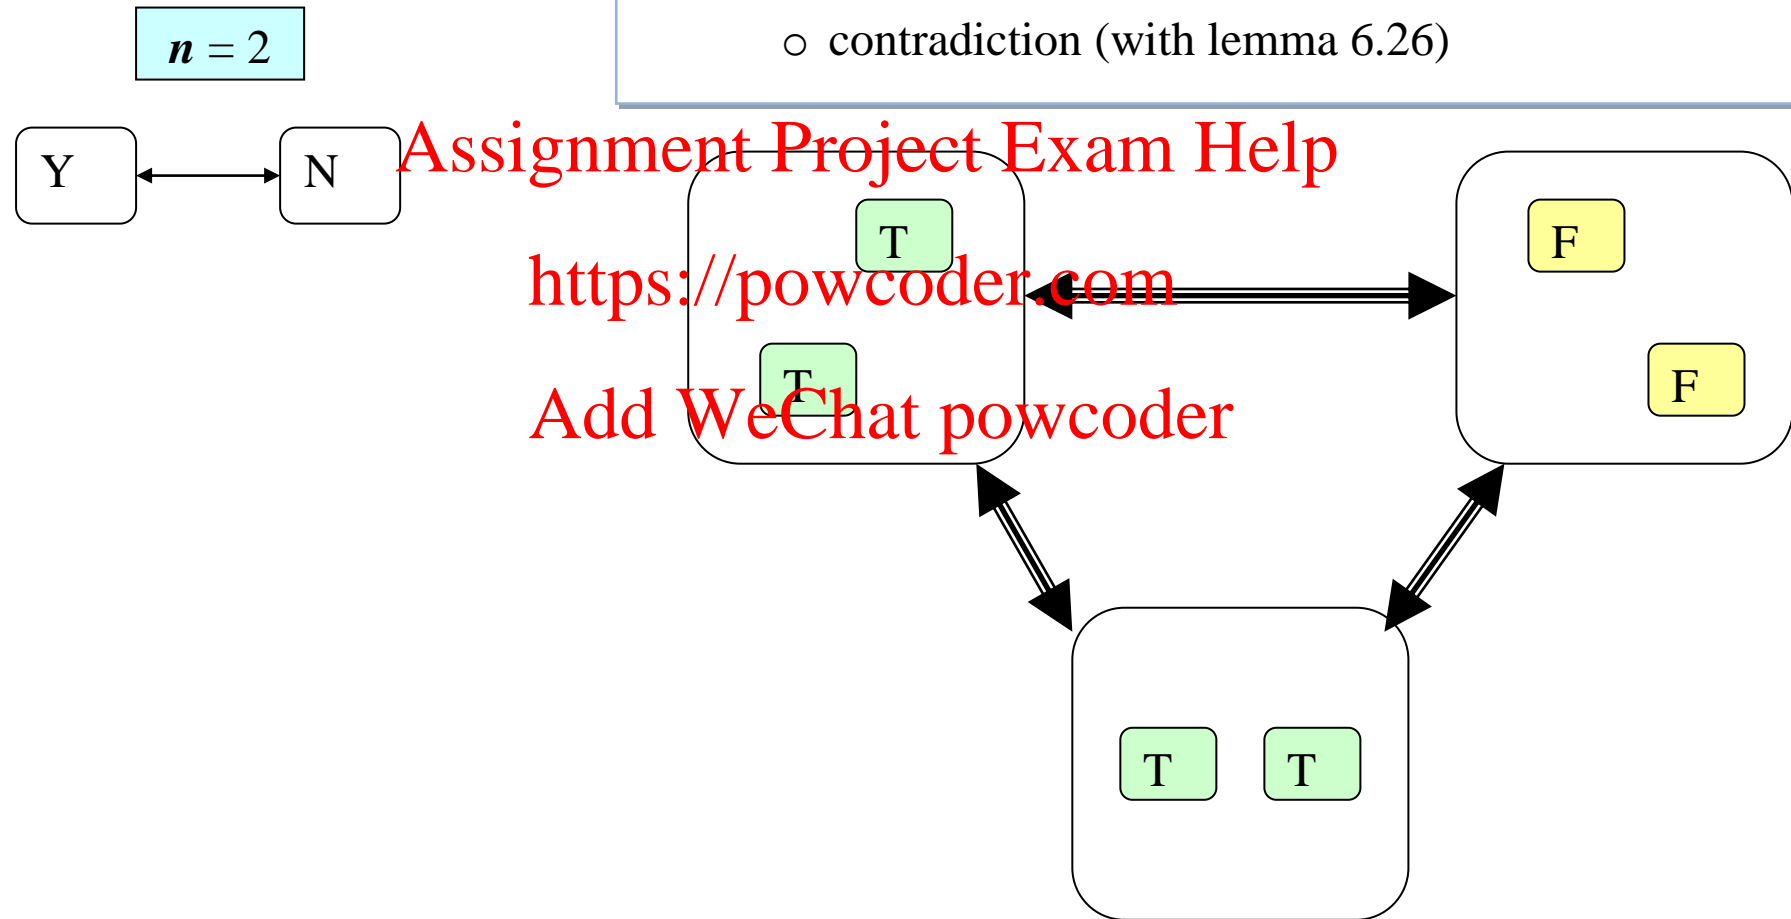 ○ contradiction (with lemma 6.26)
n = 2
Y
N
Assignment Project Exam Help
T
F
https://powcoder.com
T
F
Add WeChat powcoder
T
T